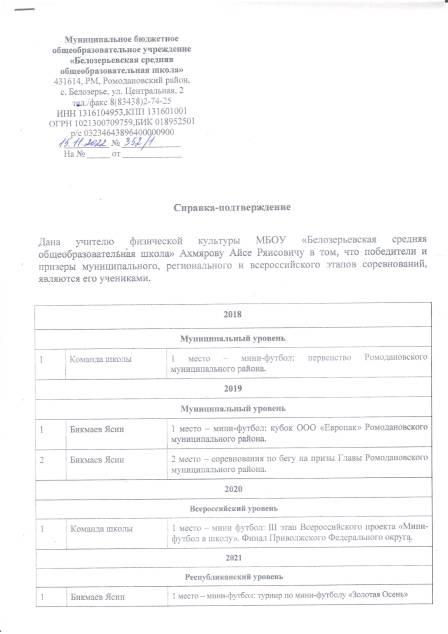 Муниципальное бюджетное
общеобразовательное учреждение
«Белозерьевская средняя
общеобразовательная школа»
431614, РМ, Ромодановский район,
с. Белозерье, ул. Центральная, 2
тел./факс 8(83438)2-74-25
ИНН 1316104953,КПП 131601001
ОГРН 1021300709759,БИК 018952501
р/с 03234643896400000900
15.11.2022 № 352/1
На № _____ от __________
Справка-подтверждение
Дана учителю физической культуры МБОУ «Белозерьевская средняя
общеобразовательная школа» Ахмярову Айсе Ряисовичу в том, что победители и
призеры муниципального, регионального и всероссийского этапов соревнований,
являются его учениками.
2018
Муниципальный уровень
1 Команда школы 1 место – мини-футбол: первенство Ромодановского
муниципального района.
2019
Муниципальный уровень
1 Бикмаев Ясин 1 место – мини-футбол: кубок ООО «Европак» Ромодановского
муниципального района.
2 Бикмаев Ясин 2 место – соревнования по бегу на призы Главы Ромодановского
муниципального района.
2020
Всероссийский уровень
1 Команда школы 1 место – мини футбол: III этап Всероссийского проекта «Мини-
футбол в школу». Финал Приволжского Федерального округа.
2021
Республиканский уровень
1 Бикмаев Ясин 1 место – мини-футбол: турнир по мини-футболу «Золотая Осень»